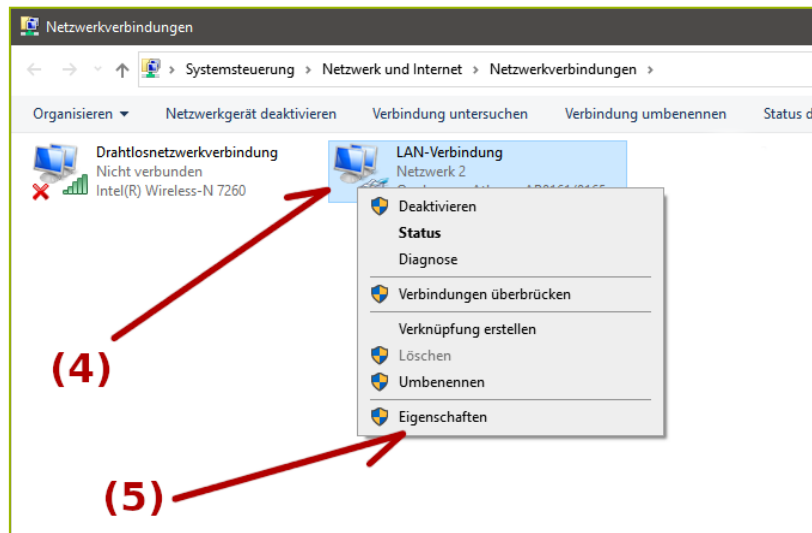 Netzwerkverbindungen
Systemsteuerung › Netzwerk und Internet › Netzwerkverbindungen ›
Organisieren Netzwerkgerät deaktivieren Verbindung untersuchen Verbindung umbenennen Status d
Drahtlosnetzwerkverbindung
Nicht verbunden
Intel(R) Wireless-N 7260
LAN-Verbindung
Netzwerk 2
Deaktivieren
Status
Diagnose
Verbindungen überbrücken
Verknüpfung erstellen
Löschen
Umbenennen
Eigenschaften
(4)
(5)